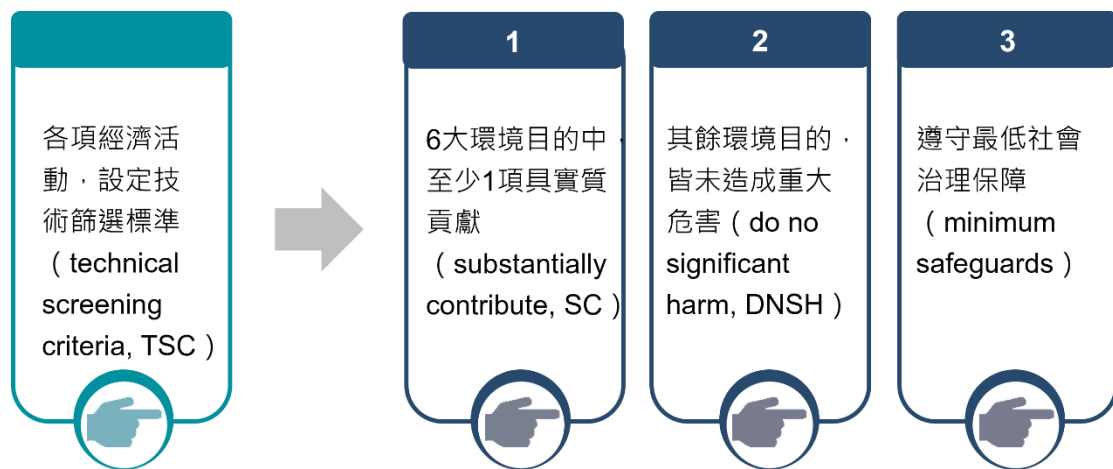 各項經濟活
動，設定技
術篩選標準
（technical
screening
criteria, TSC）
1
6大環境目的中，
至少1項具實質
貢獻
（substantially
contribute, SC）
2
其餘環境目的，
皆未造成重大
危害（do no
significant
harm, DNSH）
3
遵守最低社會
治理保障
（minimum
safeguards）